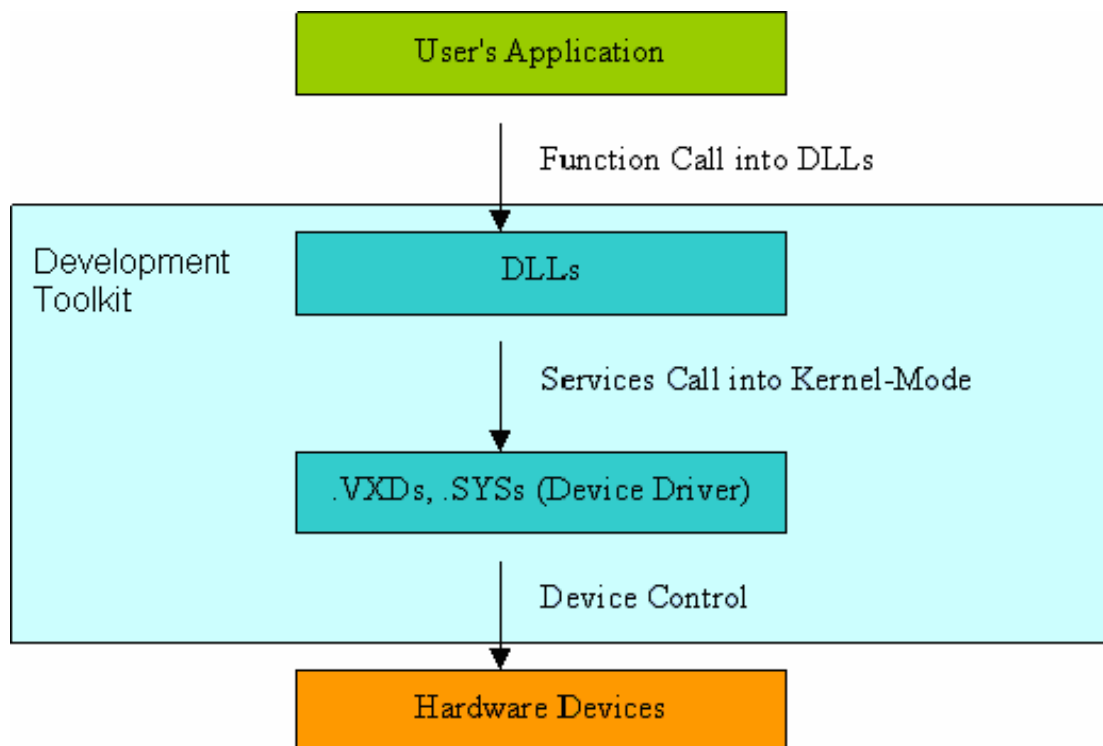 User's Application
Function Call into DLLs
Development
Toolkit
DLLs
Services Call into Kernel-Mode
.VXDs, .SYSs (Device Driver)
Device Control
Hardware Devices